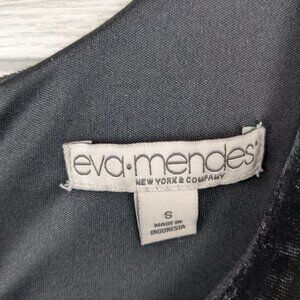 eva•mendes
NEW YORK & COMPANY
S
MADE IN
INDONESIA